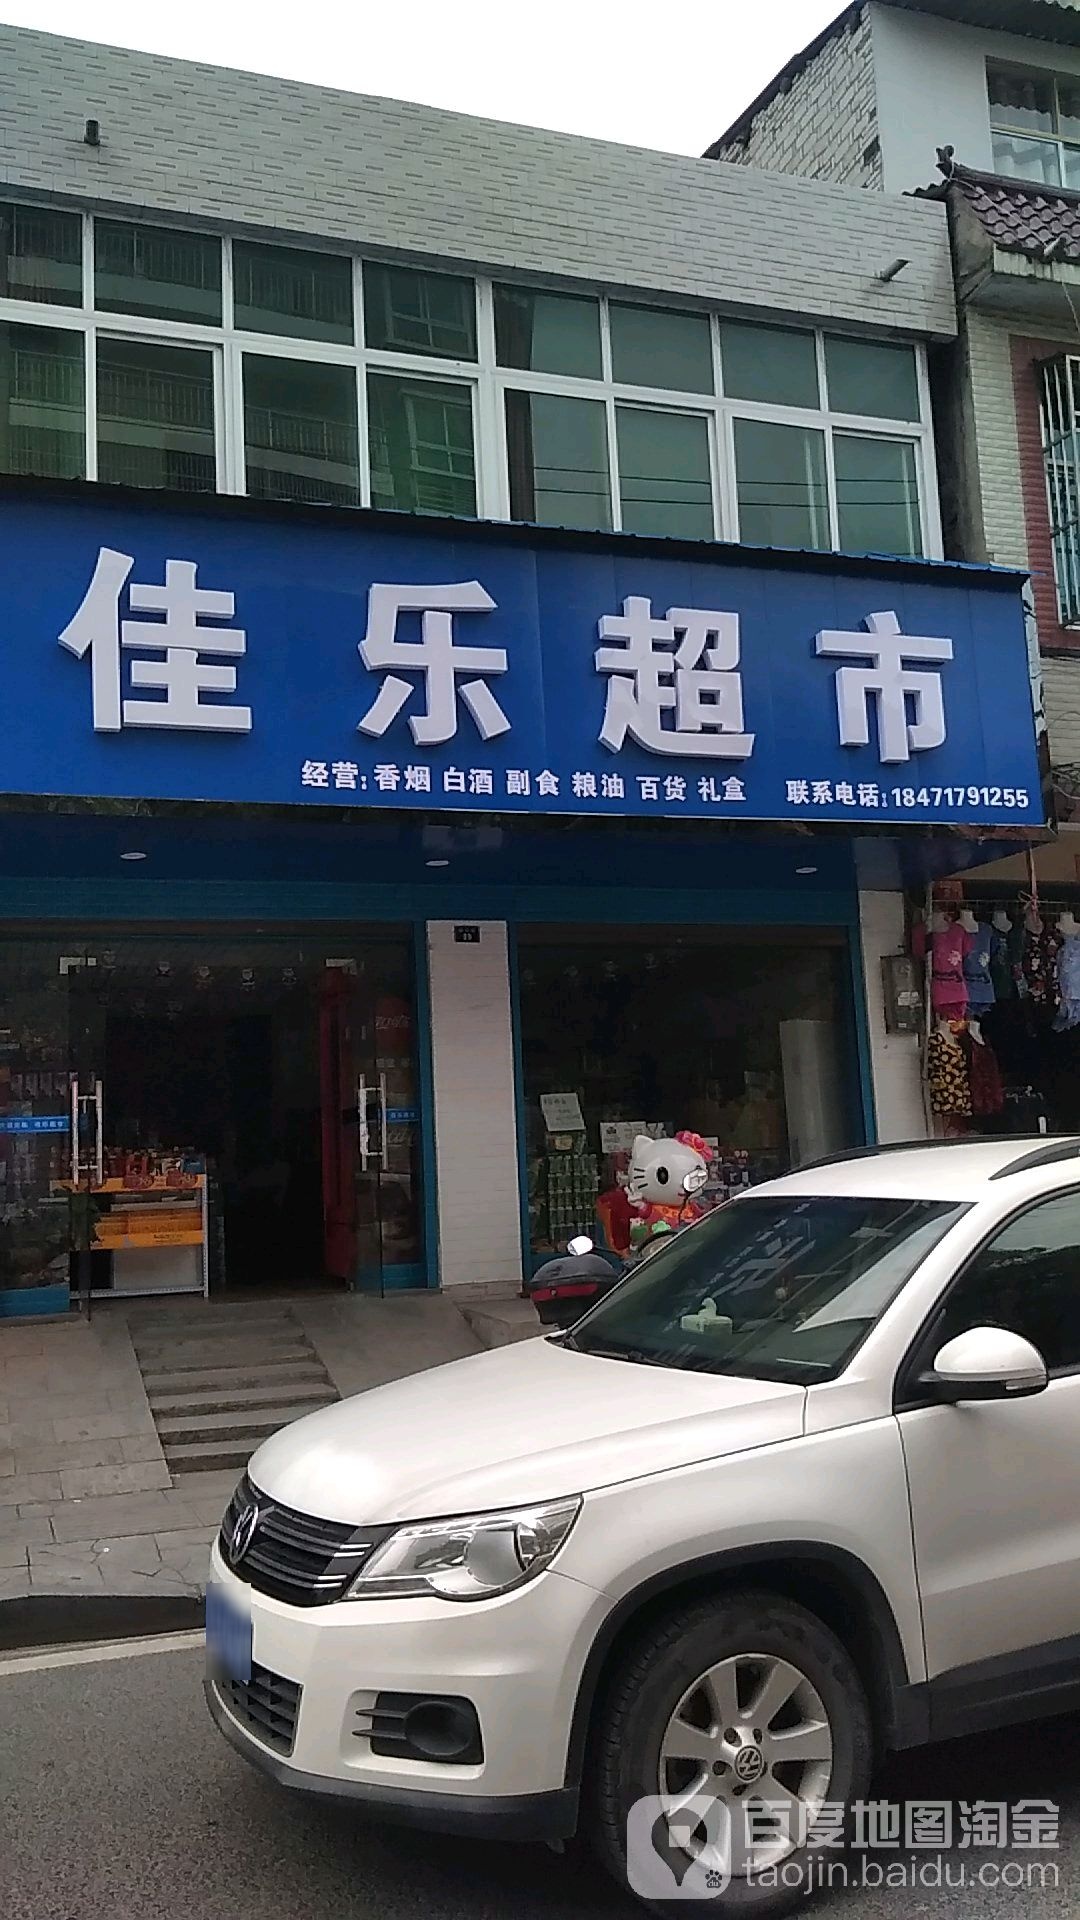 佳乐超市
经营:香烟 白酒 副食 粮油 百货 礼盒 联系电话:18471791255
百度地图淘金
taojin.baidu.com